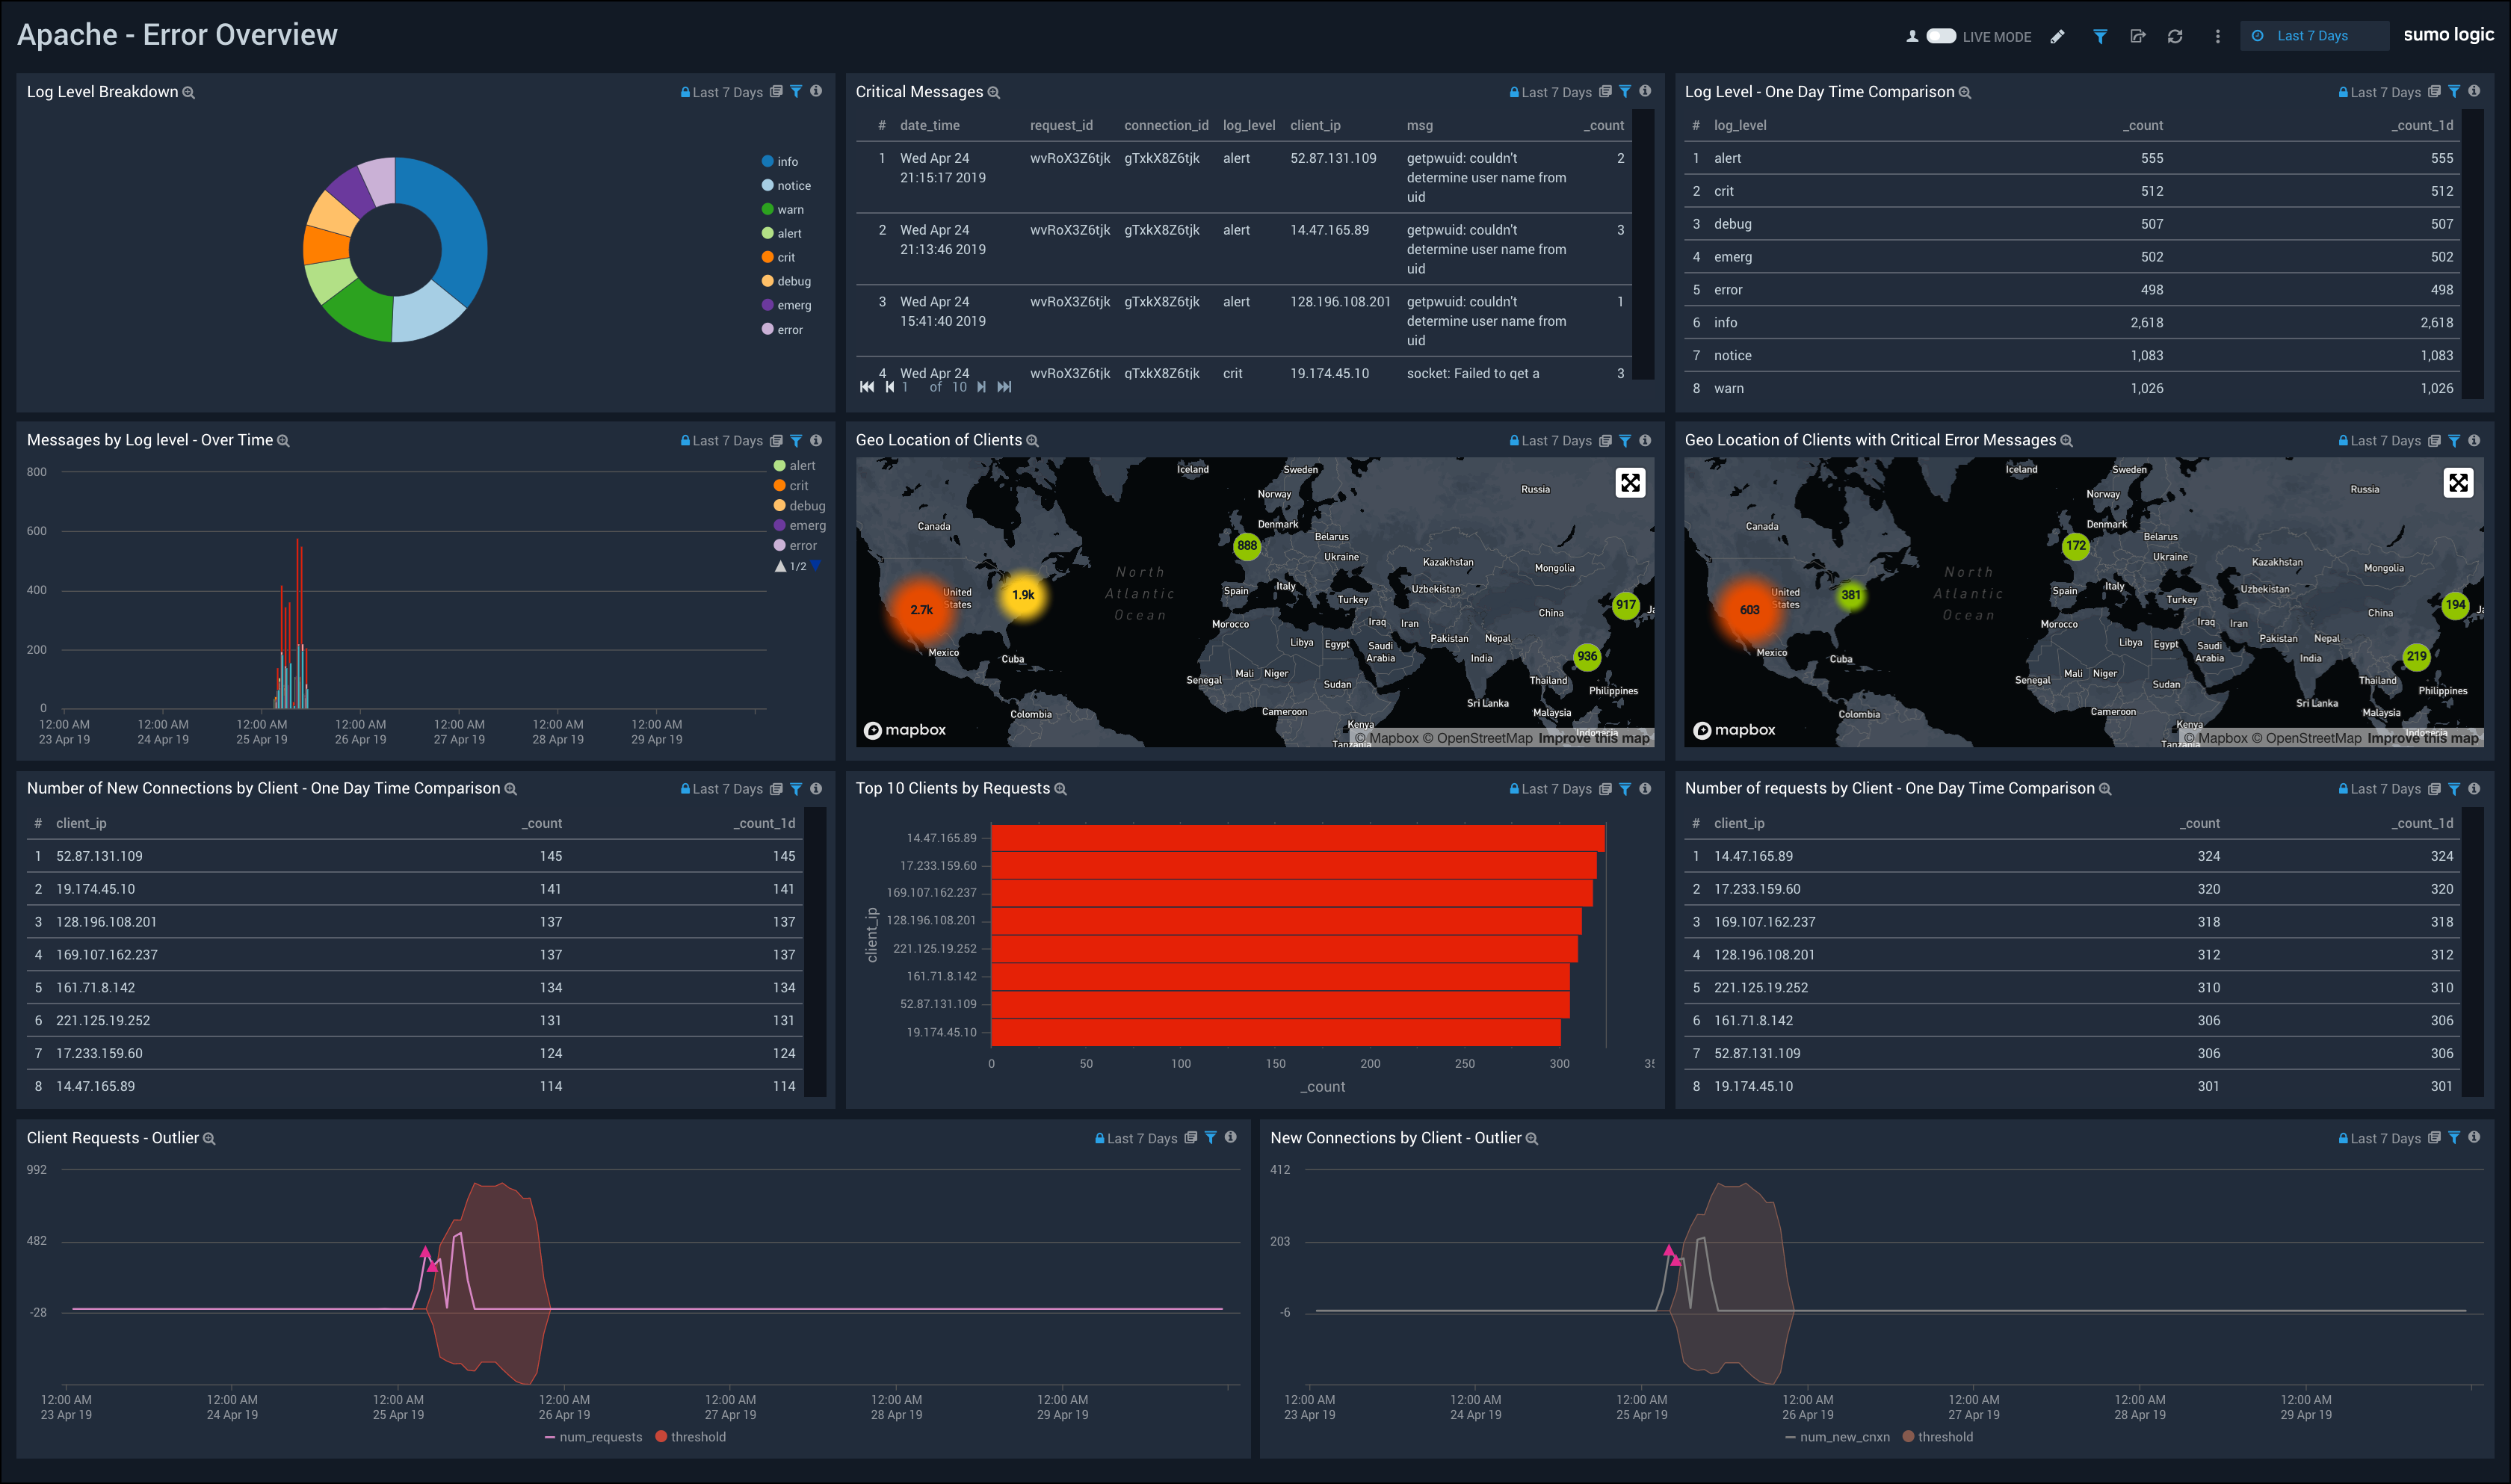 Apache - Error Overview
LIVE MODE
Last 7 Days
sumo logic
Log Level Breakdown
Last 7 Days
info
notice
warn
alert
crit
debug
emerg
error
Critical Messages
Last 7 Days
# date_time request_id connection_id log_level client_ip msg _count
1 Wed Apr 24 wvRoX3Z6tjk gTxkX8Z6tjk alert 52.87.131.109 getpwuid: couldn't 2
21:15:17 2019 determine user name from
uid
2 Wed Apr 24 wvRoX3Z6tjk gTxkX8Z6tjk alert 14.47.165.89 getpwuid: couldn't 3
21:13:46 2019 determine user name from
uid
3 Wed Apr 24 wvRoX3Z6tjk gTxkX8Z6tjk alert 128.196.108.201 getpwuid: couldn't 1
15:41:40 2019 determine user name from
uid
4 Wed Apr 24 wvRoX3Z6tjk gTxkX8Z6tjk crit 19.174.45.10 socket: Failed to get a 3
1 of 10
Log Level - One Day Time Comparison
Last 7 Days
# log_level _count _count_1d
1 alert 555 555
2 crit 512 512
3 debug 507 507
4 emerg 502 502
5 error 498 498
6 info 2,618 2,618
7 notice 1,083 1,083
8 warn 1,026 1,026
Messages by Log level - Over Time
Last 7 Days
800
600
400
200
0
12:00 AM 12:00 AM 12:00 AM 12:00 AM 12:00 AM 12:00 AM 12:00 AM
23 Apr 19 24 Apr 19 25 Apr 19 26 Apr 19 27 Apr 19 28 Apr 19 29 Apr 19
alert
crit
debug
emerg
error
1/2
Geo Location of Clients
Last 7 Days
Iceland
Sweden
Russia
Norway
Canada
Denmark
Belarus
888
Ukraine
Kazakhstan
Mongolia
United
States
2.7k
1.9k
North
Atlantic
Ocean
Spain
Italy
Uzbekistan
Turkey
China
917
Morocco
Iraq
Iran
Mexico
Cuba
Libya
Egypt
Saudi
Arabia
Pakistan
Nepal
India
936
Senegal
Mali
Niger
Sudan
Thailand
Philippines
Sri Lanka
Colombia
Cameroon
Malaysia
Kenya
Indonesia
Tanzania
mapbox
© Mapbox © OpenStreetMap Improve this map
Geo Location of Clients with Critical Error Messages
Last 7 Days
Iceland
Sweden
Russia
Norway
Canada
Denmark
Belarus
172
Ukraine
Kazakhstan
Mongolia
United
States
603
381
North
Atlantic
Ocean
Spain
Italy
Uzbekistan
Turkey
China
194
Morocco
Iraq
Iran
Mexico
Cuba
Libya
Egypt
Saudi
Arabia
Pakistan
Nepal
India
219
Senegal
Mali
Niger
Sudan
Thailand
Philippines
Sri Lanka
Colombia
Cameroon
Malaysia
Kenya
Indonesia
Tanzania
mapbox
© Mapbox © OpenStreetMap Improve this map
Number of New Connections by Client - One Day Time Comparison
Last 7 Days
# client_ip _count _count_1d
1 52.87.131.109 145 145
2 19.174.45.10 141 141
3 128.196.108.201 137 137
4 169.107.162.237 137 137
5 161.71.8.142 134 134
6 221.125.19.252 131 131
7 17.233.159.60 124 124
8 14.47.165.89 114 114
Top 10 Clients by Requests
Last 7 Days
client_ip
14.47.165.89
17.233.159.60
169.107.162.237
128.196.108.201
221.125.19.252
161.71.8.142
52.87.131.109
19.174.45.10
0 50 100 150 200 250 300
_count
Number of requests by Client - One Day Time Comparison
Last 7 Days
# client_ip _count _count_1d
1 14.47.165.89 324 324
2 17.233.159.60 320 320
3 169.107.162.237 318 318
4 128.196.108.201 312 312
5 221.125.19.252 310 310
6 161.71.8.142 306 306
7 52.87.131.109 306 306
8 19.174.45.10 301 301
Client Requests - Outlier
Last 7 Days
992
482
-28
12:00 AM 12:00 AM 12:00 AM 12:00 AM 12:00 AM 12:00 AM 12:00 AM
23 Apr 19 24 Apr 19 25 Apr 19 26 Apr 19 27 Apr 19 28 Apr 19 29 Apr 19
num_requests threshold
New Connections by Client - Outlier
Last 7 Days
412
203
-6
12:00 AM 12:00 AM 12:00 AM 12:00 AM 12:00 AM 12:00 AM 12:00 AM
23 Apr 19 24 Apr 19 25 Apr 19 26 Apr 19 27 Apr 19 28 Apr 19 29 Apr 19
num_new_cnxn threshold